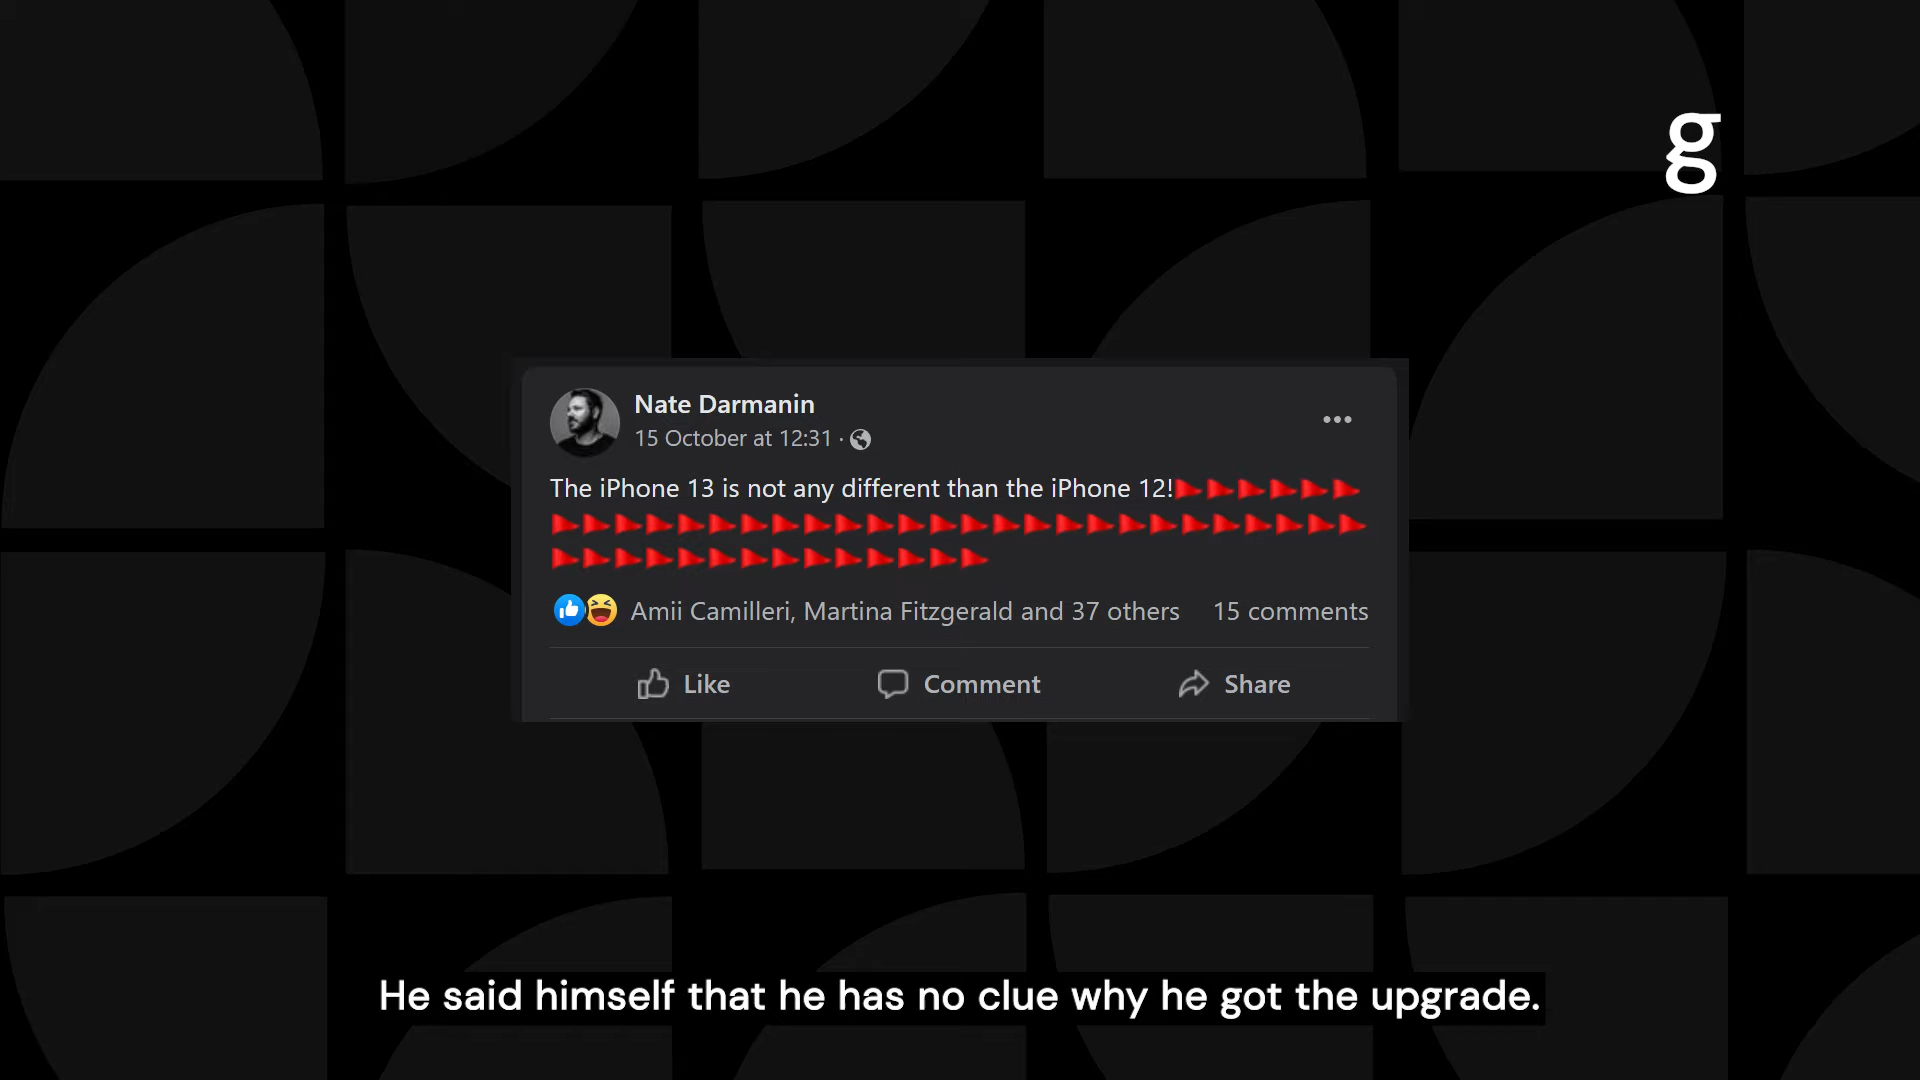 g
Nate Darmanin
15 October at 12:31 ·
The iPhone 13 is not any different than the iPhone 12!🚩🚩🚩🚩🚩🚩
🚩🚩🚩🚩🚩🚩🚩🚩🚩🚩🚩🚩🚩🚩🚩🚩🚩🚩🚩🚩🚩🚩🚩🚩🚩🚩
🚩🚩🚩🚩🚩🚩🚩🚩🚩🚩🚩🚩🚩🚩
Amii Camilleri, Martina Fitzgerald and 37 others 15 comments
Like Comment Share
He said himself that he has no clue why he got the upgrade.